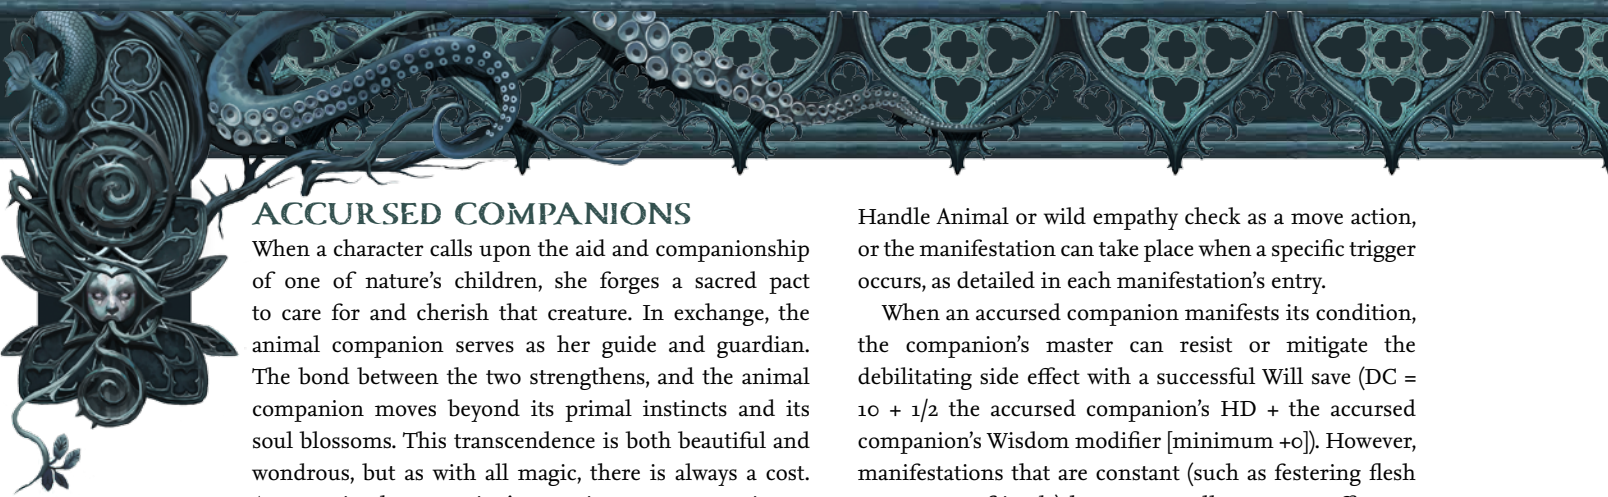 ACCURSED COMPANIONS
When a character calls upon the aid and companionship
of one of nature's children, she forges a sacred pact
to care for and cherish that creature. In exchange, the
animal companion serves as her guide and guardian.
The bond between the two strengthens, and the animal
companion moves beyond its primal instincts and its
soul blossoms. This transcendence is both beautiful and
wondrous, but as with all magic, there is always a cost.
Handle Animal or wild empathy check as a move action,
or the manifestation can take place when a specific trigger
occurs, as detailed in each manifestation's entry.
When an accursed companion manifests its condition,
the companion's master can resist or mitigate the
debilitating side effect with a successful Will save (DC =
10 + 1/2 the accursed companion's HD + the accursed
companion's Wisdom modifier [minimum +0]). However,
manifestations that are constant (such as festering flesh